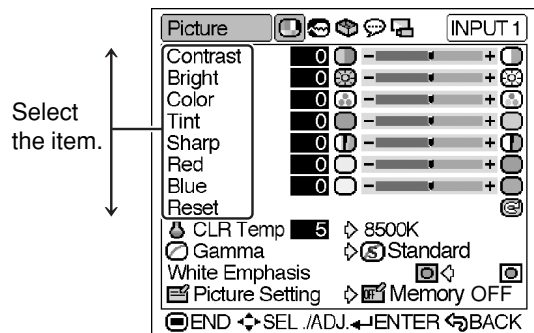 Picture INPUT 1
Contrast 0 - +
Bright 0 - +
Color 0 - +
Tint 0 - +
Sharp 0 - +
Red 0 - +
Blue 0 - +
Reset
CLR Temp 5 8500K
Gamma S Standard
White Emphasis
Picture Setting OFF Memory OFF
END SEL ./ADJ. ENTER BACK
Select
the item.